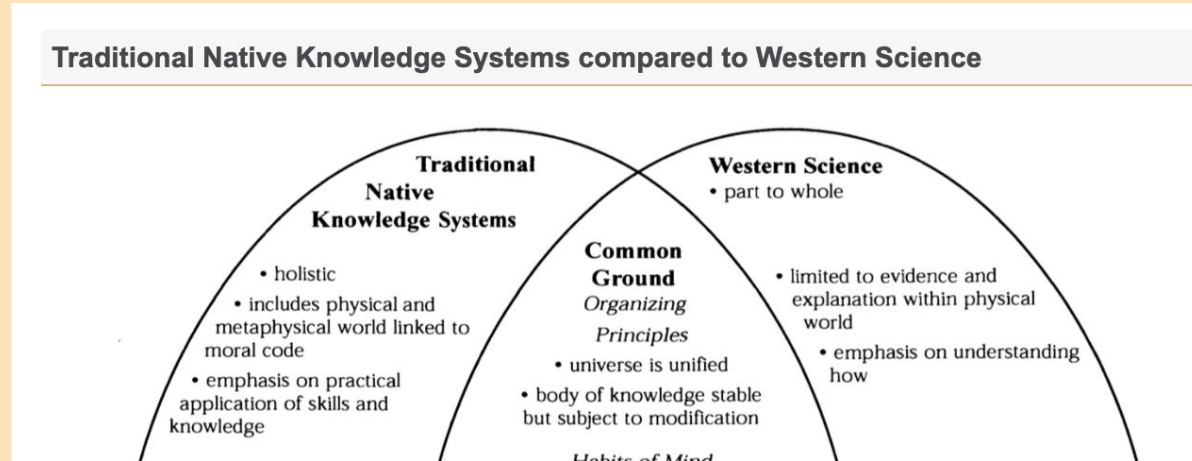 Traditional Native Knowledge Systems compared to Western Science
Traditional
Native
Knowledge Systems
• holistic
• includes physical and
metaphysical world linked to
moral code
• emphasis on practical
application of skills and
knowledge
Common
Ground
Organizing
Principles
• universe is unified
• body of knowledge stable
but subject to modification
Habits of Mind
Western Science
• part to whole
• limited to evidence and
explanation within physical
world
• emphasis on understanding
how